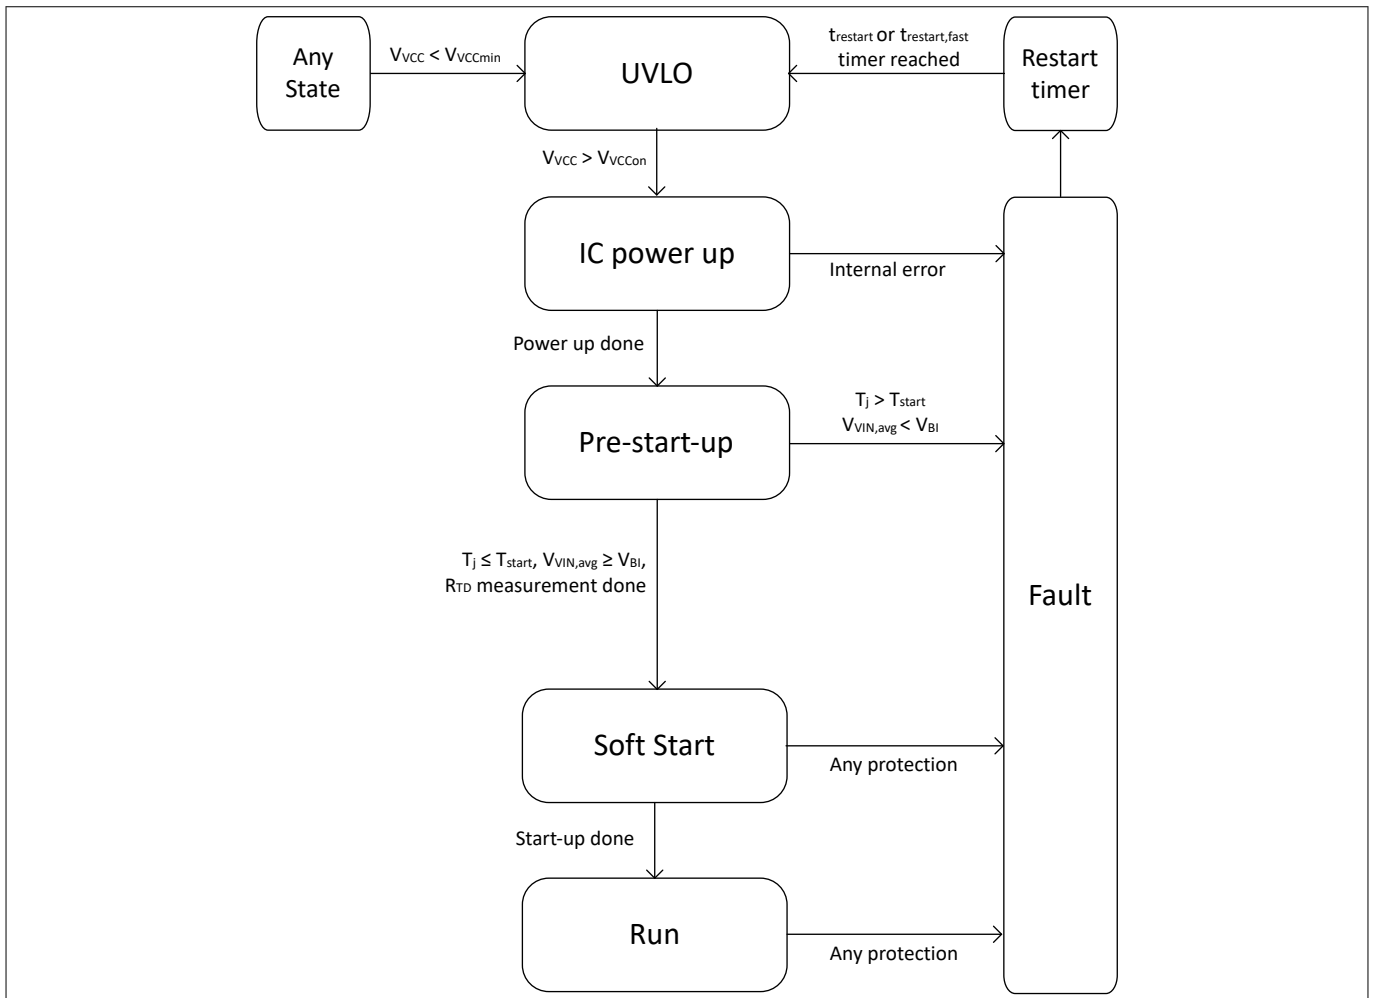 Any
State
VVCC < VVCCmin
UVLO
trestart or trestart,fast
timer reached
Restart
timer
VVCC > VVCCon
IC power up
Internal error
Power up done
Pre-start-up
Tj > Tstart
VVIN,avg < VBI
Tj ≤ Tstart, VVIN,avg ≥ VBI,
RTD measurement done
Fault
Soft Start
Any protection
Start-up done
Run
Any protection